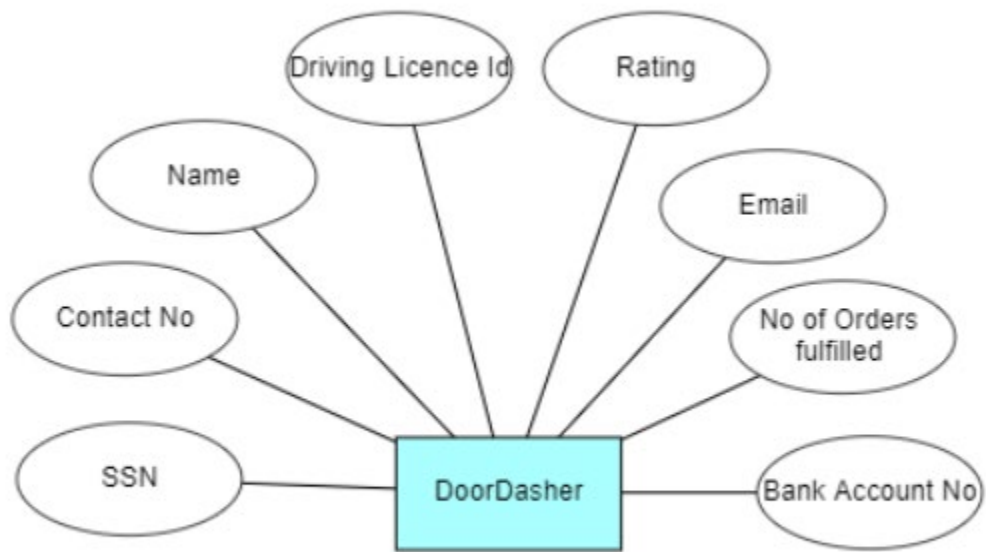 Driving Licence Id
Rating
Name
Email
Contact No
No of Orders
fulfilled
SSN
DoorDasher
Bank Account No